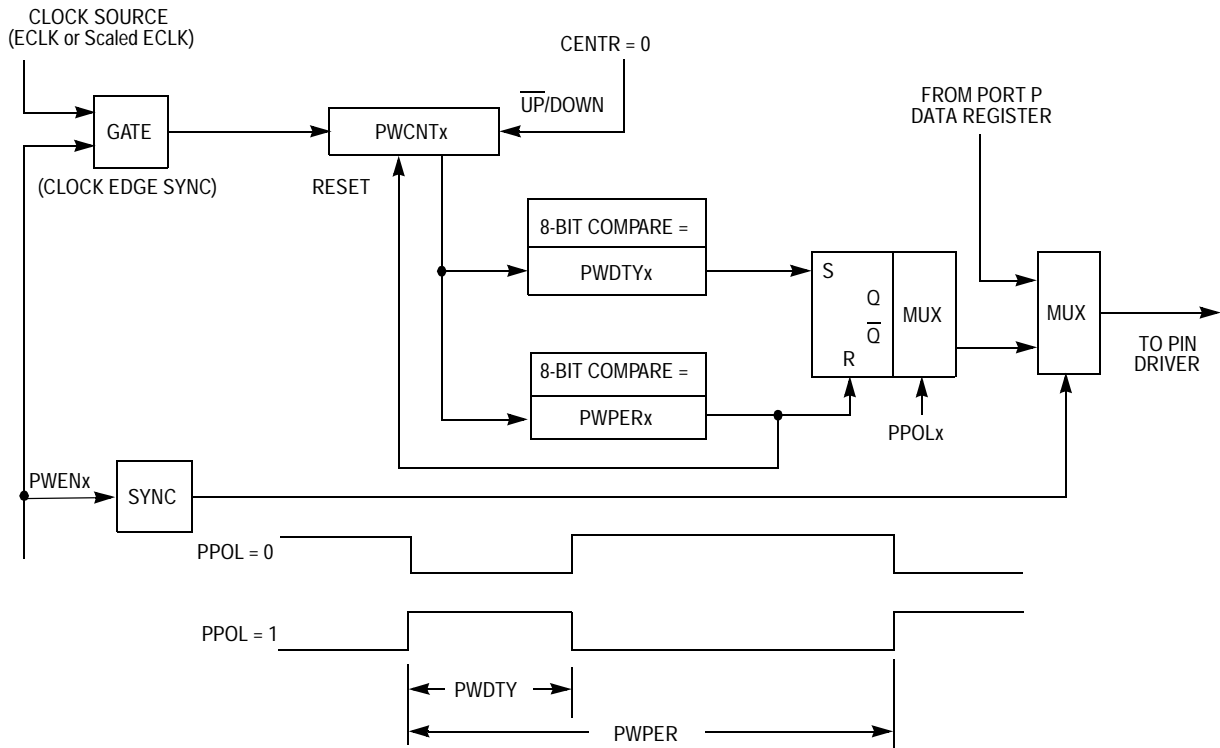 CLOCK SOURCE
(ECLK or Scaled ECLK)
CENTR = 0
U̅P̅/DOWN
FROM PORT P
DATA REGISTER
GATE
PWCNTx
(CLOCK EDGE SYNC)
RESET
8-BIT COMPARE =
PWDTYx
S
Q
Q̅
R
MUX
MUX
TO PIN
DRIVER
8-BIT COMPARE =
PWPERx
PPOLx
PWENx
SYNC
PPOL = 0
PPOL = 1
PWDTY
PWPER